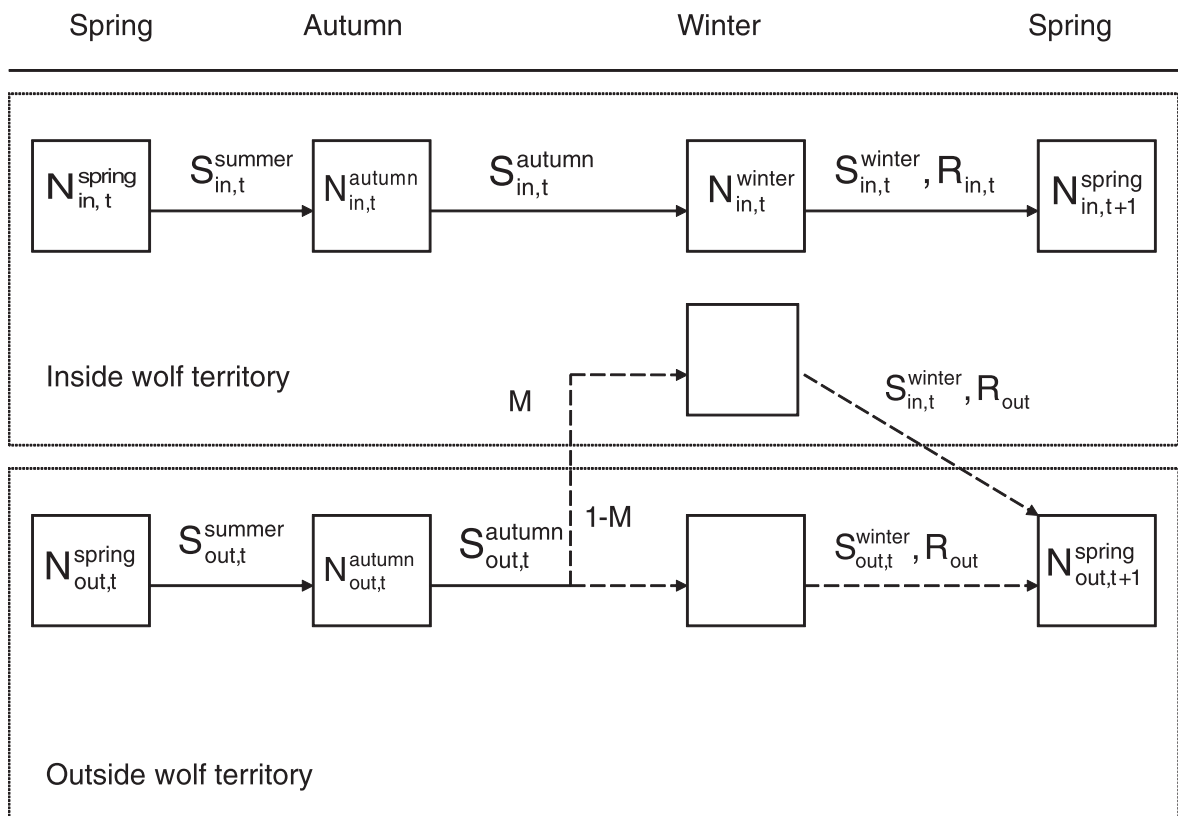 Spring Autumn Winter Spring
N^spring_in, t S^summer_in,t N^autumn_in,t S^autumn_in,t N^winter_in,t S^winter_in,t , R_in,t N^spring_in,t+1
Inside wolf territory
M
S^winter_in,t , R_out
1-M
N^spring_out,t S^summer_out,t N^autumn_out,t S^autumn_out,t S^winter_out,t , R_out N^spring_out,t+1
Outside wolf territory